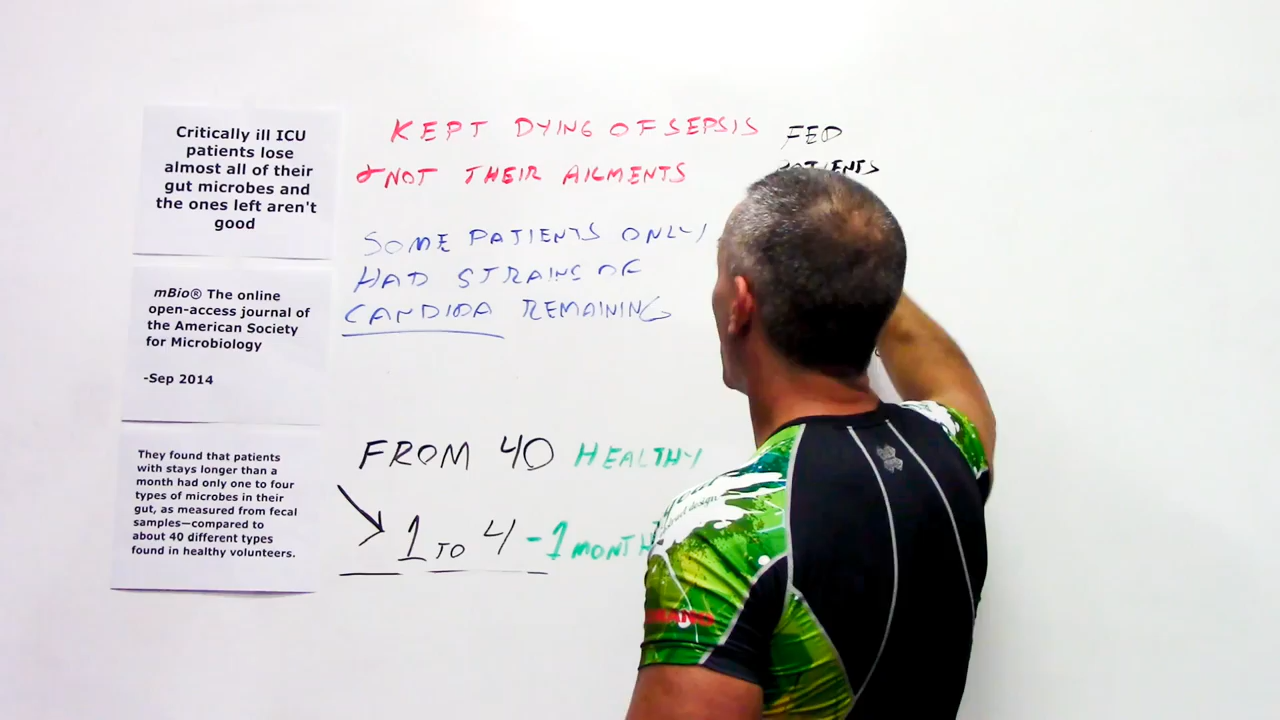 Critically ill ICU
patients lose
almost all of their
gut microbes and
the ones left aren't
good
mBio® The online
open-access journal of
the American Society
for Microbiology
-Sep 2014
They found that patients
with stays longer than a
month had only one to four
types of microbes in their
gut, as measured from fecal
samples—compared to
about 40 different types
found in healthy volunteers.
KEPT DYING OF SEPSIS
& NOT THEIR AILMENTS
SOME PATIENTS ONLY
HAD STRAINS OF
CANDIDA REMAINING
FROM 40 HEALTHY
1 TO 4 - 1 MONTH
FED
PATIENTS
design